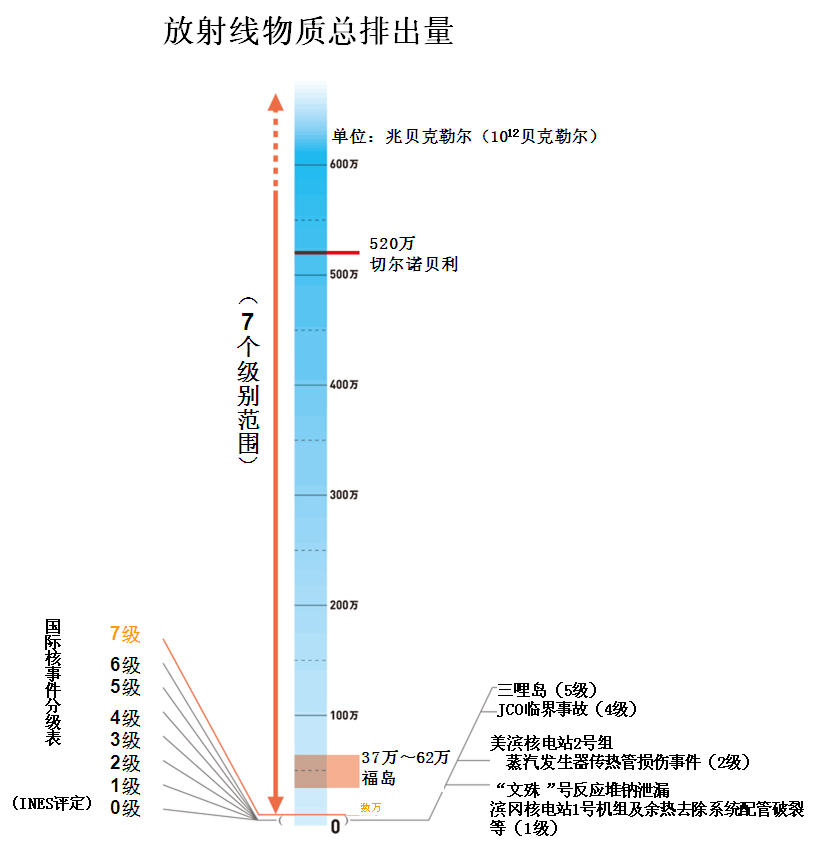 放射线物质总排出量
单位：兆贝克勒尔（10¹²贝克勒尔）
600万
520万
切尔诺贝利
500万
（7个级别范围）
400万
300万
200万
100万
37万～62万
福岛
数万
0
国际核事件分级表
（INES评定）
7级
6级
5级
4级
3级
2级
1级
0级
三哩岛（5级）
JCO临界事故（4级）
美滨核电站2号组
蒸汽发生器传热管损伤事件（2级）
“文殊 ”号反应堆钠泄漏
滨冈核电站1号机组及余热去除系统配管破裂
等（1级）